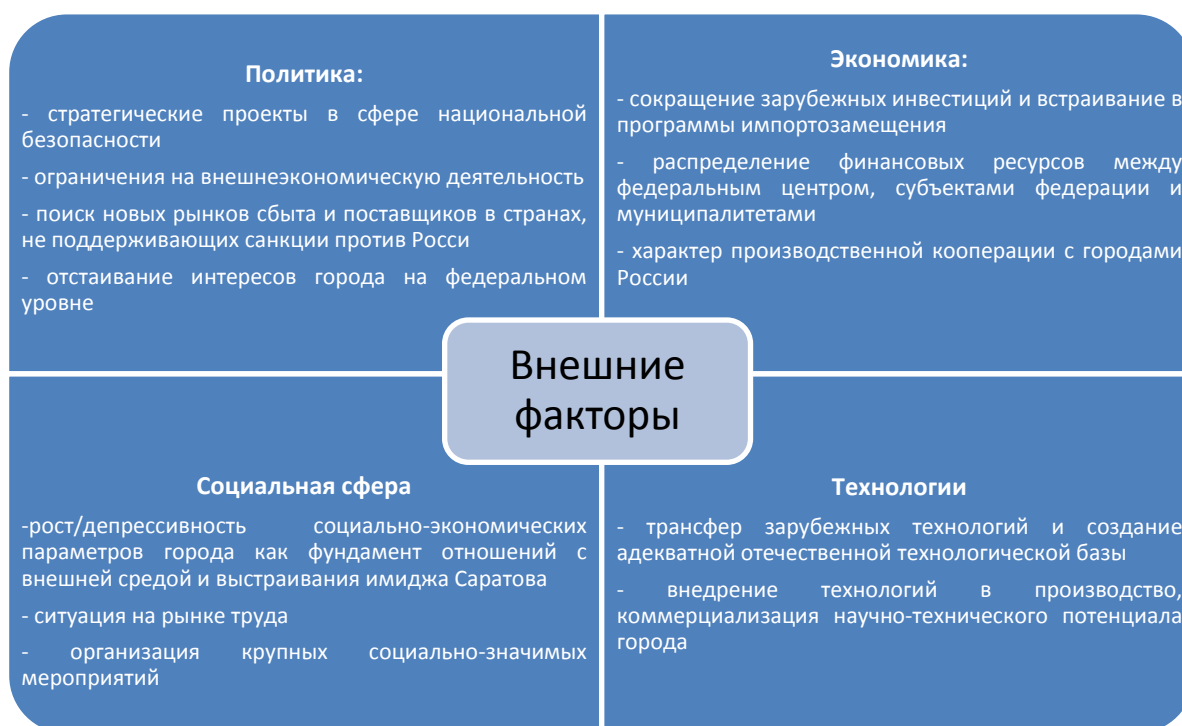 Политика:
- стратегические проекты в сфере национальной
безопасности
- ограничения на внешнеэкономическую деятельность
- поиск новых рынков сбыта и поставщиков в странах,
не поддерживающих санкции против Росси
- отстаивание интересов города на федеральном
уровне
Экономика:
- сокращение зарубежных инвестиций и встраивание в
программы импортозамещения
- распределение финансовых ресурсов между
федеральным центром, субъектами федерации и
муниципалитетами
- характер производственной кооперации с городами
России
Внешние
факторы
Социальная сфера
-рост/депрессивность социально-экономических
параметров города как фундамент отношений с
внешней средой и выстраивания имиджа Саратова
- ситуация на рынке труда
- организация крупных социально-значимых
мероприятий
Технологии
- трансфер зарубежных технологий и создание
адекватной отечественной технологической базы
- внедрение технологий в производство,
коммерциализация научно-технического потенциала
города